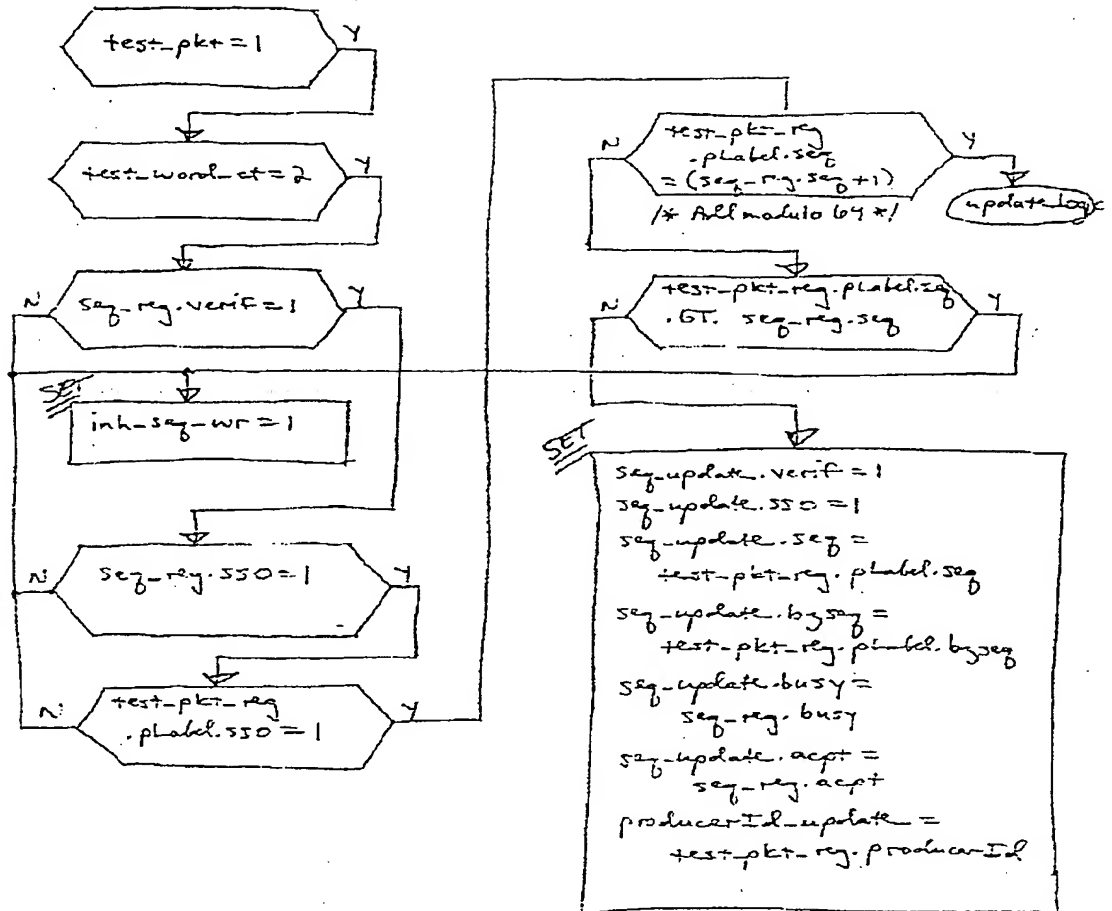 test_pkt = 1
Y
test_word_ct = 2
Y
N
seq_reg.verif = 1
Y
SET
inh_seq_wr = 1
N
seq_reg.sso = 1
Y
N
test_pkt_reg
.pLabel.sso = 1
Y
N
test_pkt_reg
.pLabel.seq
= (seq_reg.seq + 1)
Y
/* All modulo 64 */
update_log
N
test_pkt_reg.pLabel.seq
.GT. seq_reg.seq
Y
SET
seq_update.verif = 1
seq_update.sso = 1
seq_update.seq =
test_pkt_reg.pLabel.seq
seq_update.bzseq =
test_pkt_reg.pLabel.bzseq
seq_update.busy =
seq_reg.busy
seq_update.acpt =
seq_reg.acpt
producerId_update =
test_pkt_reg.producerId